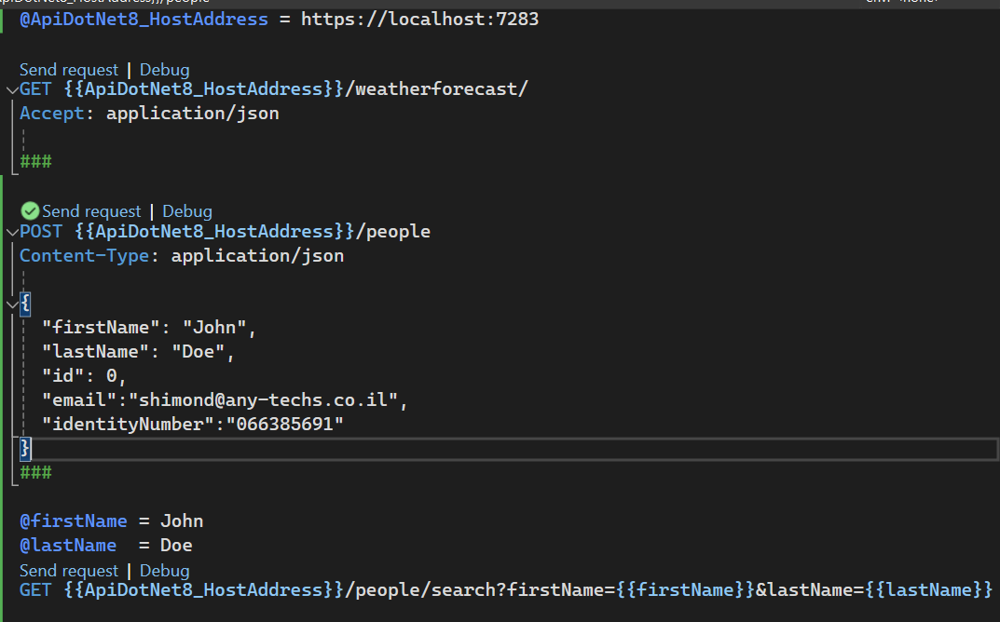 @ApiDotNet8_HostAddress = https://localhost:7283
Send request | Debug
GET {{ApiDotNet8_HostAddress}}/weatherforecast/
Accept: application/json
###
Send request | Debug
POST {{ApiDotNet8_HostAddress}}/people
Content-Type: application/json
{
"firstName": "John",
"lastName": "Doe",
"id": 0,
"email":"shimond@any-techs.co.il",
"identityNumber":"066385691"
}
###
@firstName = John
@lastName = Doe
Send request | Debug
GET {{ApiDotNet8_HostAddress}}/people/search?firstName={{firstName}}&lastName={{lastName}}